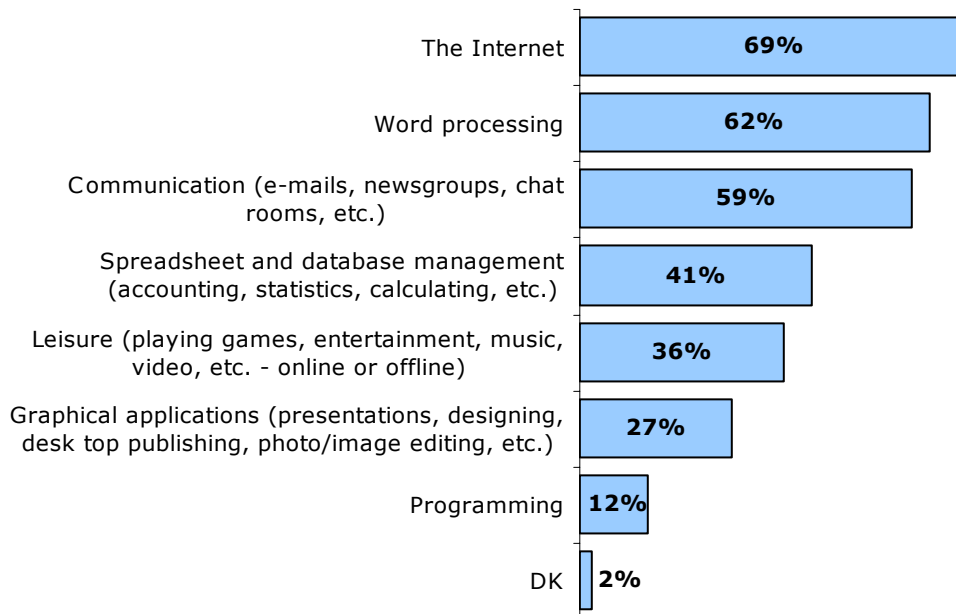 The Internet
69%
Word processing
62%
Communication (e-mails, newsgroups, chat
rooms, etc.)
59%
Spreadsheet and database management
(accounting, statistics, calculating, etc.)
41%
Leisure (playing games, entertainment, music,
video, etc. - online or offline)
36%
Graphical applications (presentations, designing,
desk top publishing, photo/image editing, etc.)
27%
Programming
12%
DK
2%